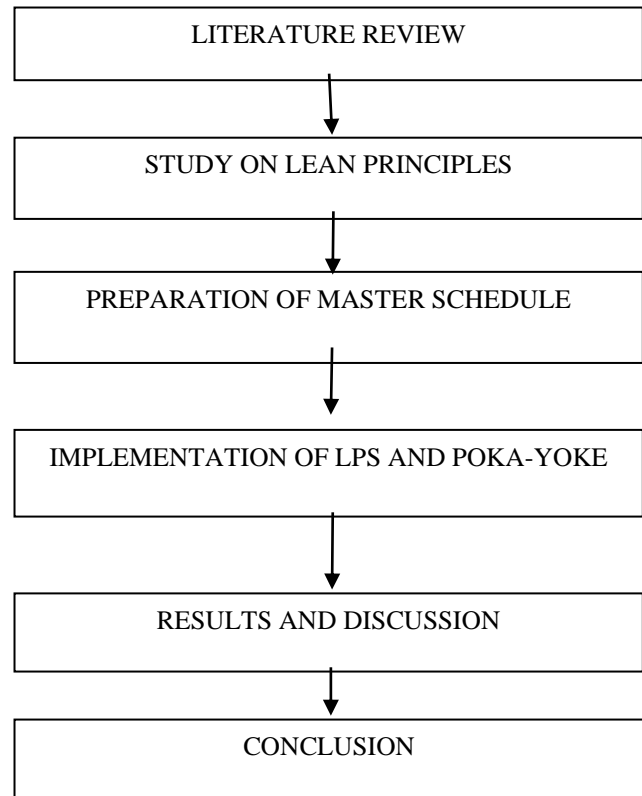 LITERATURE REVIEW
STUDY ON LEAN PRINCIPLES
PREPARATION OF MASTER SCHEDULE
IMPLEMENTATION OF LPS AND POKA-YOKE
RESULTS AND DISCUSSION
CONCLUSION